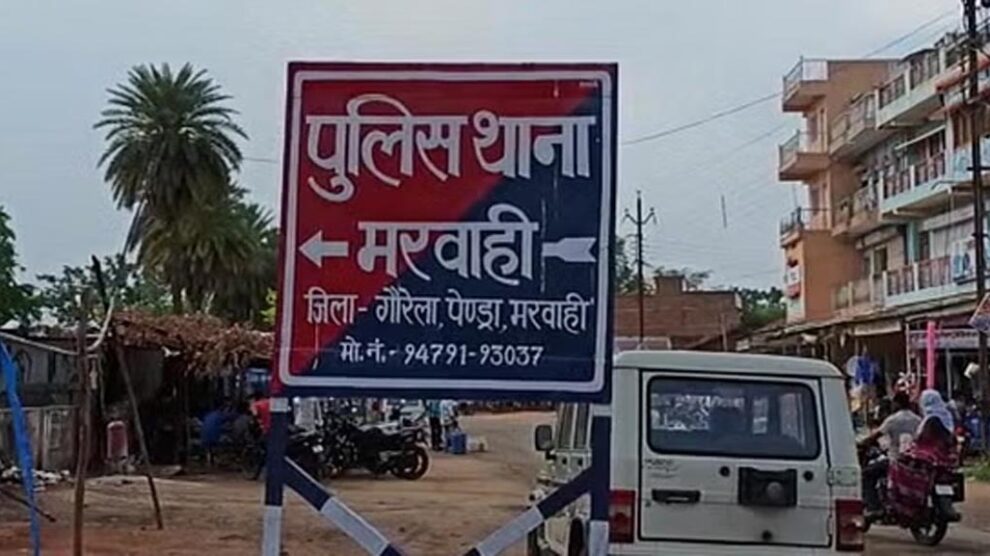 पुलिस थाना
मरवाही
जिला- गौरेला, पेण्ड्रा, मरवाही
मो. नं.- 94791-93037